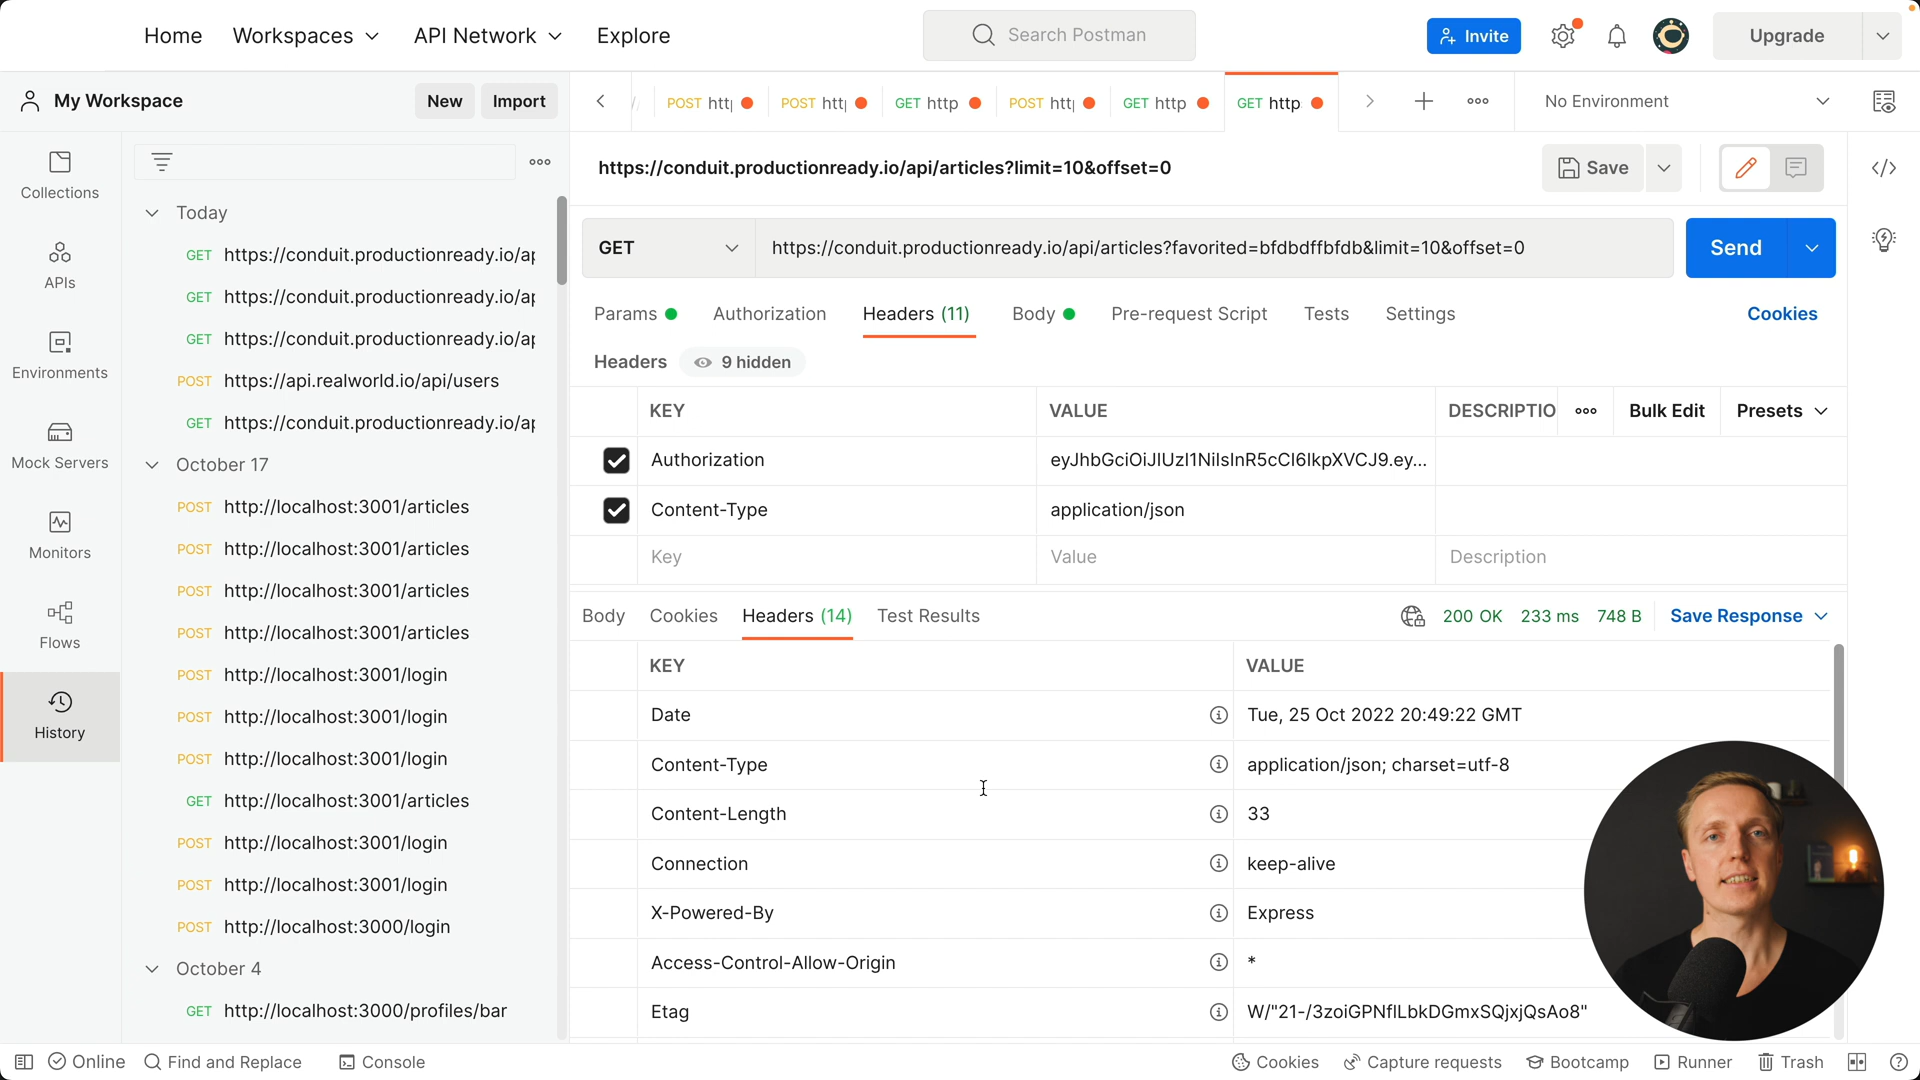 Home Workspaces API Network Explore
Search Postman
Invite
Upgrade
My Workspace
New Import
POST htt
POST htt
GET http
POST htt
GET http
GET http
No Environment
Collections
APIs
Environments
Mock Servers
Monitors
Flows
History
Today
GET https://conduit.productionready.io/ap
GET https://conduit.productionready.io/ap
GET https://conduit.productionready.io/ap
POST https://api.realworld.io/api/users
GET https://conduit.productionready.io/ap
October 17
POST http://localhost:3001/articles
POST http://localhost:3001/articles
POST http://localhost:3001/articles
POST http://localhost:3001/articles
POST http://localhost:3001/login
POST http://localhost:3001/login
POST http://localhost:3001/login
GET http://localhost:3001/articles
POST http://localhost:3001/login
POST http://localhost:3001/login
POST http://localhost:3000/login
October 4
GET http://localhost:3000/profiles/bar
https://conduit.productionready.io/api/articles?limit=10&offset=0
Save
GET https://conduit.productionready.io/api/articles?favorited=bfdbdffbfdb&limit=10&offset=0
Send
Params Authorization Headers (11) Body Pre-request Script Tests Settings Cookies
Headers 9 hidden
KEY VALUE DESCRIPTIO Bulk Edit Presets
Authorization eyJhbGciOiJIUzI1NiIsInR5cCI6IkpXVCJ9.ey...
Content-Type application/json
Key Value Description
Body Cookies Headers (14) Test Results 200 OK 233 ms 748 B Save Response
KEY VALUE
Date Tue, 25 Oct 2022 20:49:22 GMT
Content-Type application/json; charset=utf-8
Content-Length 33
Connection keep-alive
X-Powered-By Express
Access-Control-Allow-Origin *
Etag W/"21-/3zoiGPNflLbkDGmxSQjxjQsAo8"
Online Find and Replace Console Cookies Capture requests Bootcamp Runner Trash